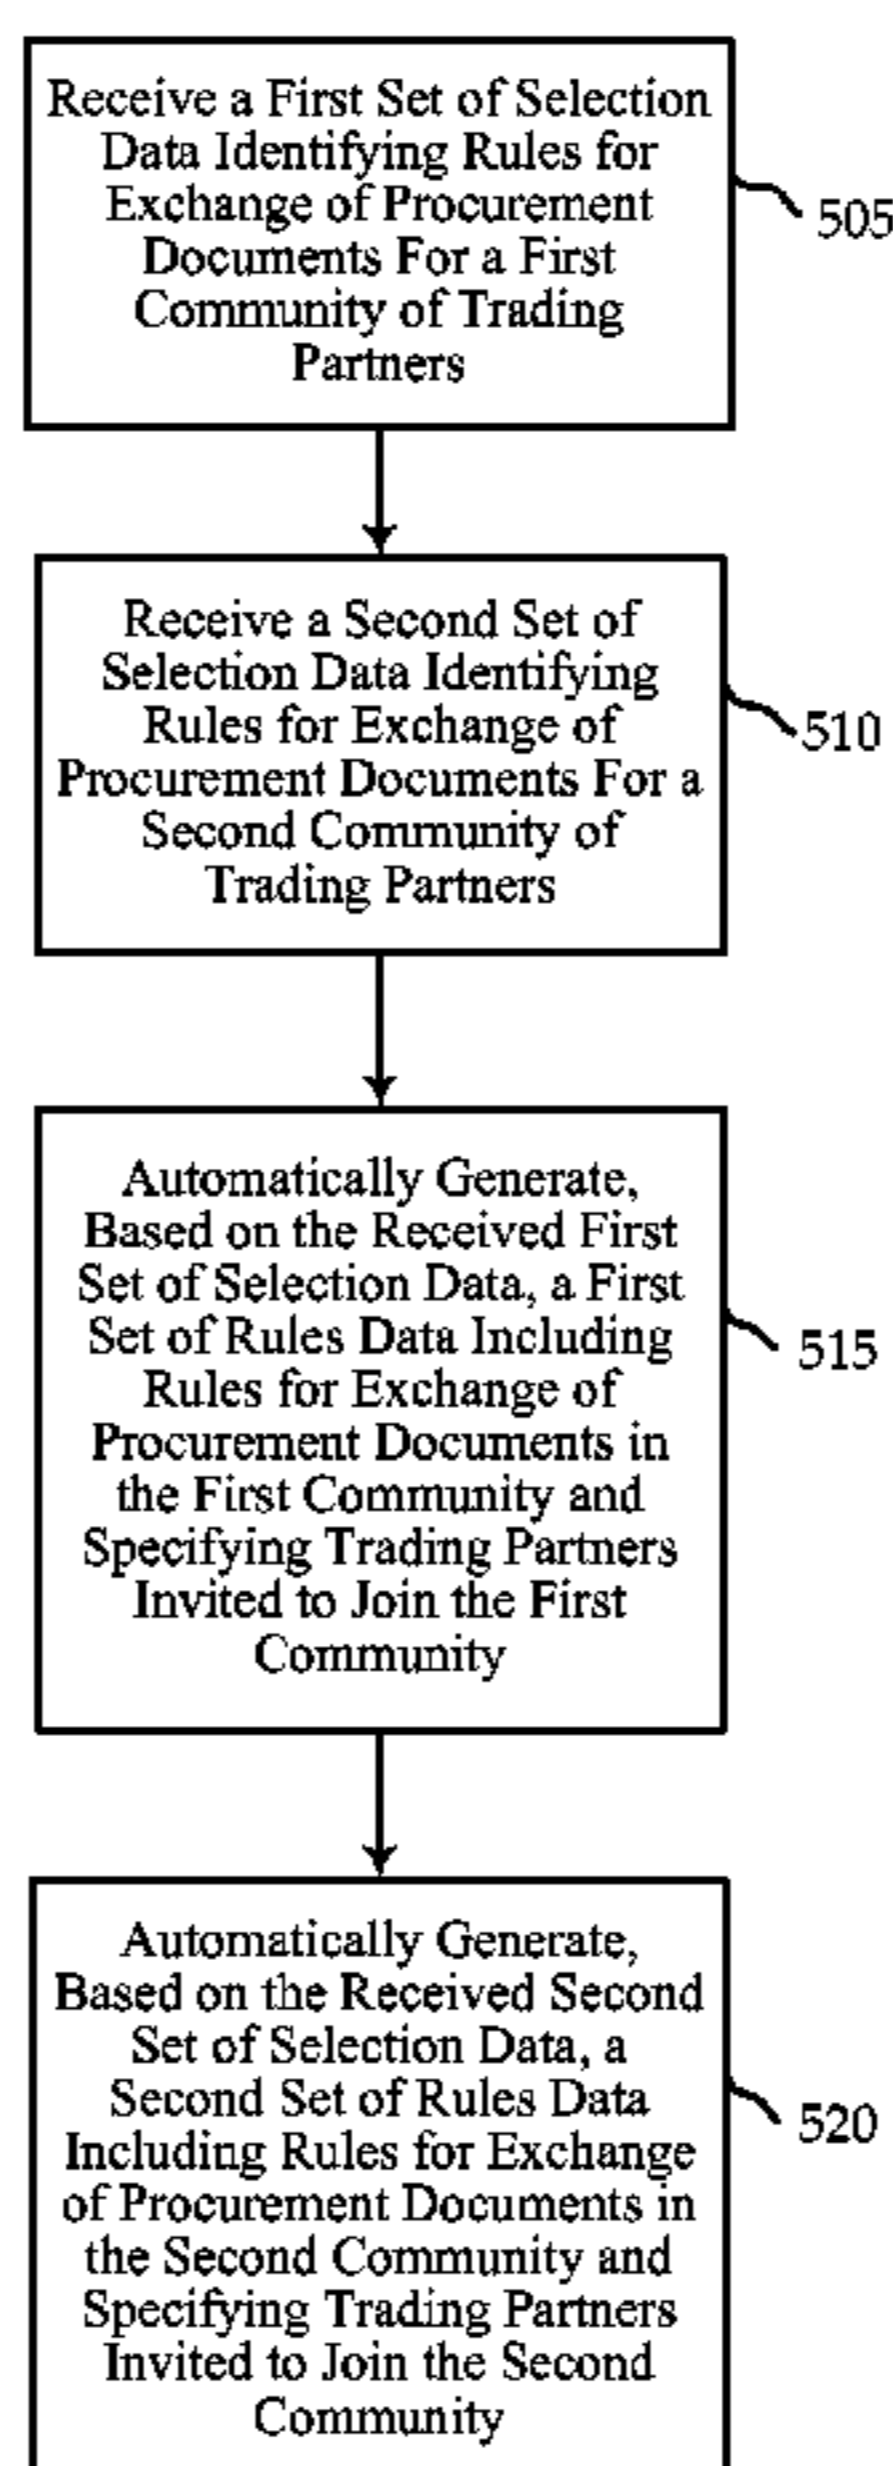 Receive a First Set of Selection
Data Identifying Rules for
Exchange of Procurement
Documents For a First
Community of Trading
Partners
505
Receive a Second Set of
Selection Data Identifying
Rules for Exchange of
Procurement Documents For a
Second Community of
Trading Partners
510
Automatically Generate,
Based on the Received First
Set of Selection Data, a First
Set of Rules Data Including
Rules for Exchange of
Procurement Documents in
the First Community and
Specifying Trading Partners
Invited to Join the First
Community
515
Automatically Generate,
Based on the Received Second
Set of Selection Data, a
Second Set of Rules Data
Including Rules for Exchange
of Procurement Documents in
the Second Community and
Specifying Trading Partners
Invited to Join the Second
Community
520